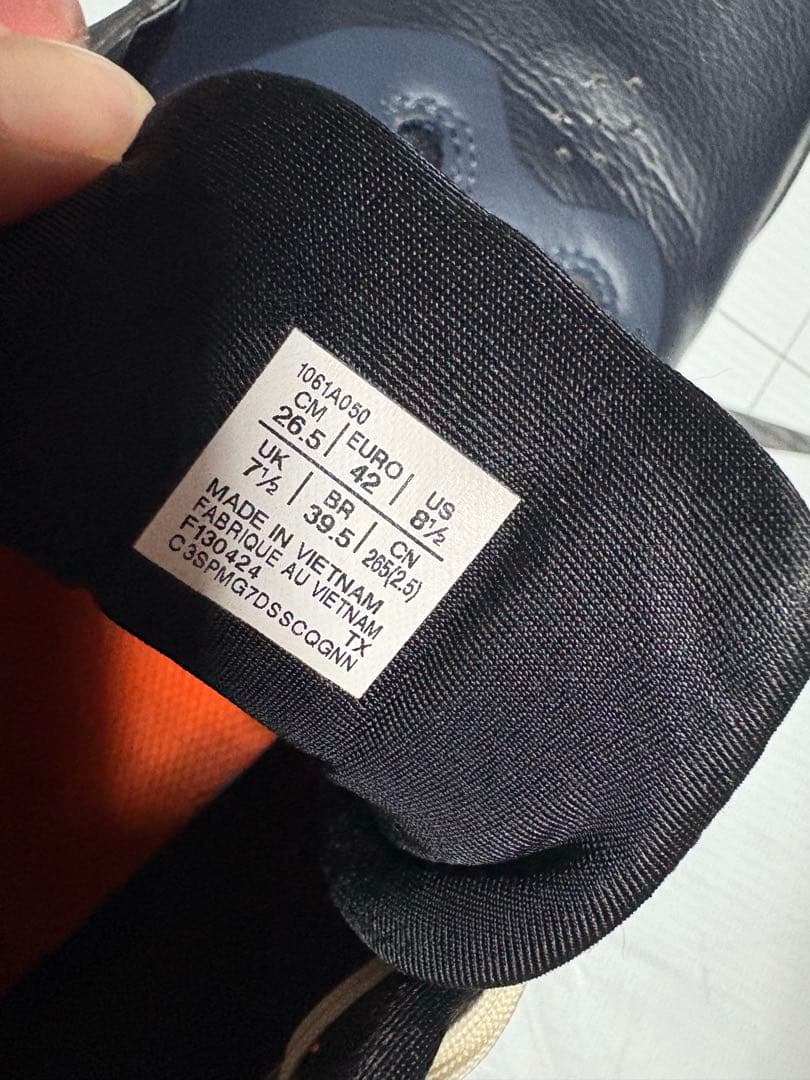 1061A050
CM | EURO | US
26.5 | 42 | 8½
UK | BR | CN
7½ | 39.5 | 265(2.5)
MADE IN VIETNAM
FABRIQUE AU VIETNAM
F130424 TX
C3SPMG7DSSCQGNN